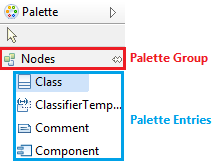 Palette
Nodes
Palette Group
Class
ClassifierTemp...
Palette Entries
Comment
Component